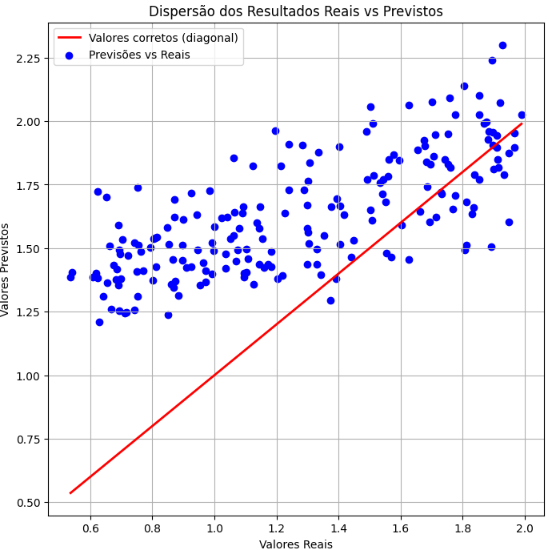 Dispersão dos Resultados Reais vs Previstos
Valores corretos (diagonal)
Previsões vs Reais
Valores Previstos
2.25
2.00
1.75
1.50
1.25
1.00
0.75
0.50
0.6 0.8 1.0 1.2 1.4 1.6 1.8 2.0
Valores Reais